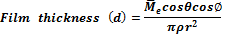 Film thickness (d) = M̅ₑcosθcos∅ / πρr²